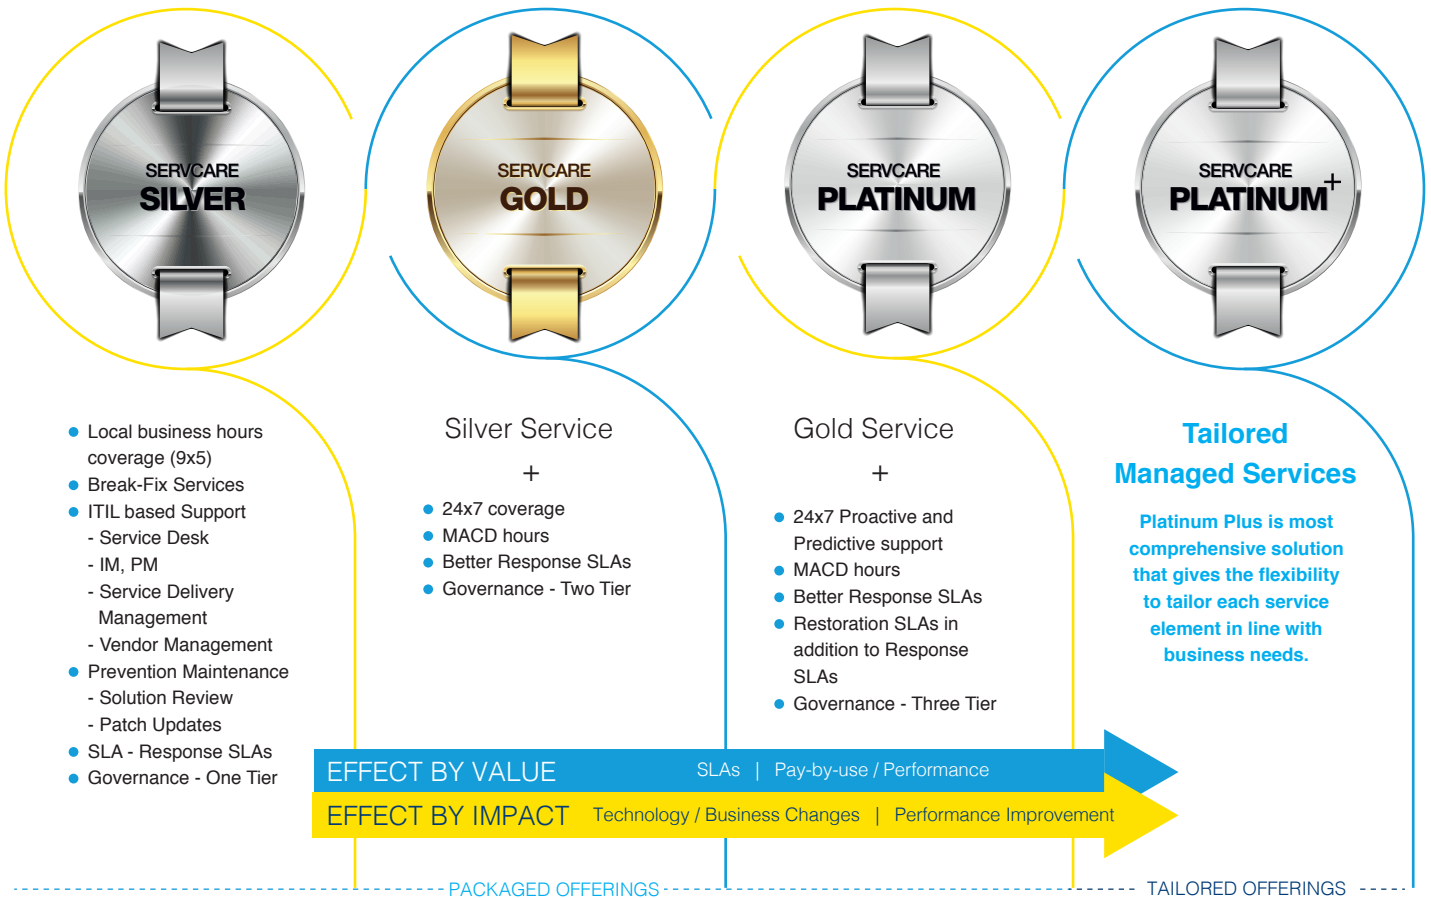 SERVCARE
SILVER
SERVCARE
GOLD
SERVCARE
PLATINUM
SERVCARE
PLATINUM+
● Local business hours
coverage (9x5)
● Break-Fix Services
● ITIL based Support
- Service Desk
- IM, PM
- Service Delivery
Management
- Vendor Management
● Prevention Maintenance
- Solution Review
- Patch Updates
● SLA - Response SLAs
● Governance - One Tier
Silver Service
+
● 24x7 coverage
● MACD hours
● Better Response SLAs
● Governance - Two Tier
Gold Service
+
● 24x7 Proactive and
Predictive support
● MACD hours
● Better Response SLAs
● Restoration SLAs in
addition to Response
SLAs
● Governance - Three Tier
Tailored
Managed Services
Platinum Plus is most
comprehensive solution
that gives the flexibility
to tailor each service
element in line with
business needs.
EFFECT BY VALUE SLAs | Pay-by-use / Performance
EFFECT BY IMPACT Technology / Business Changes | Performance Improvement
PACKAGED OFFERINGS
TAILORED OFFERINGS